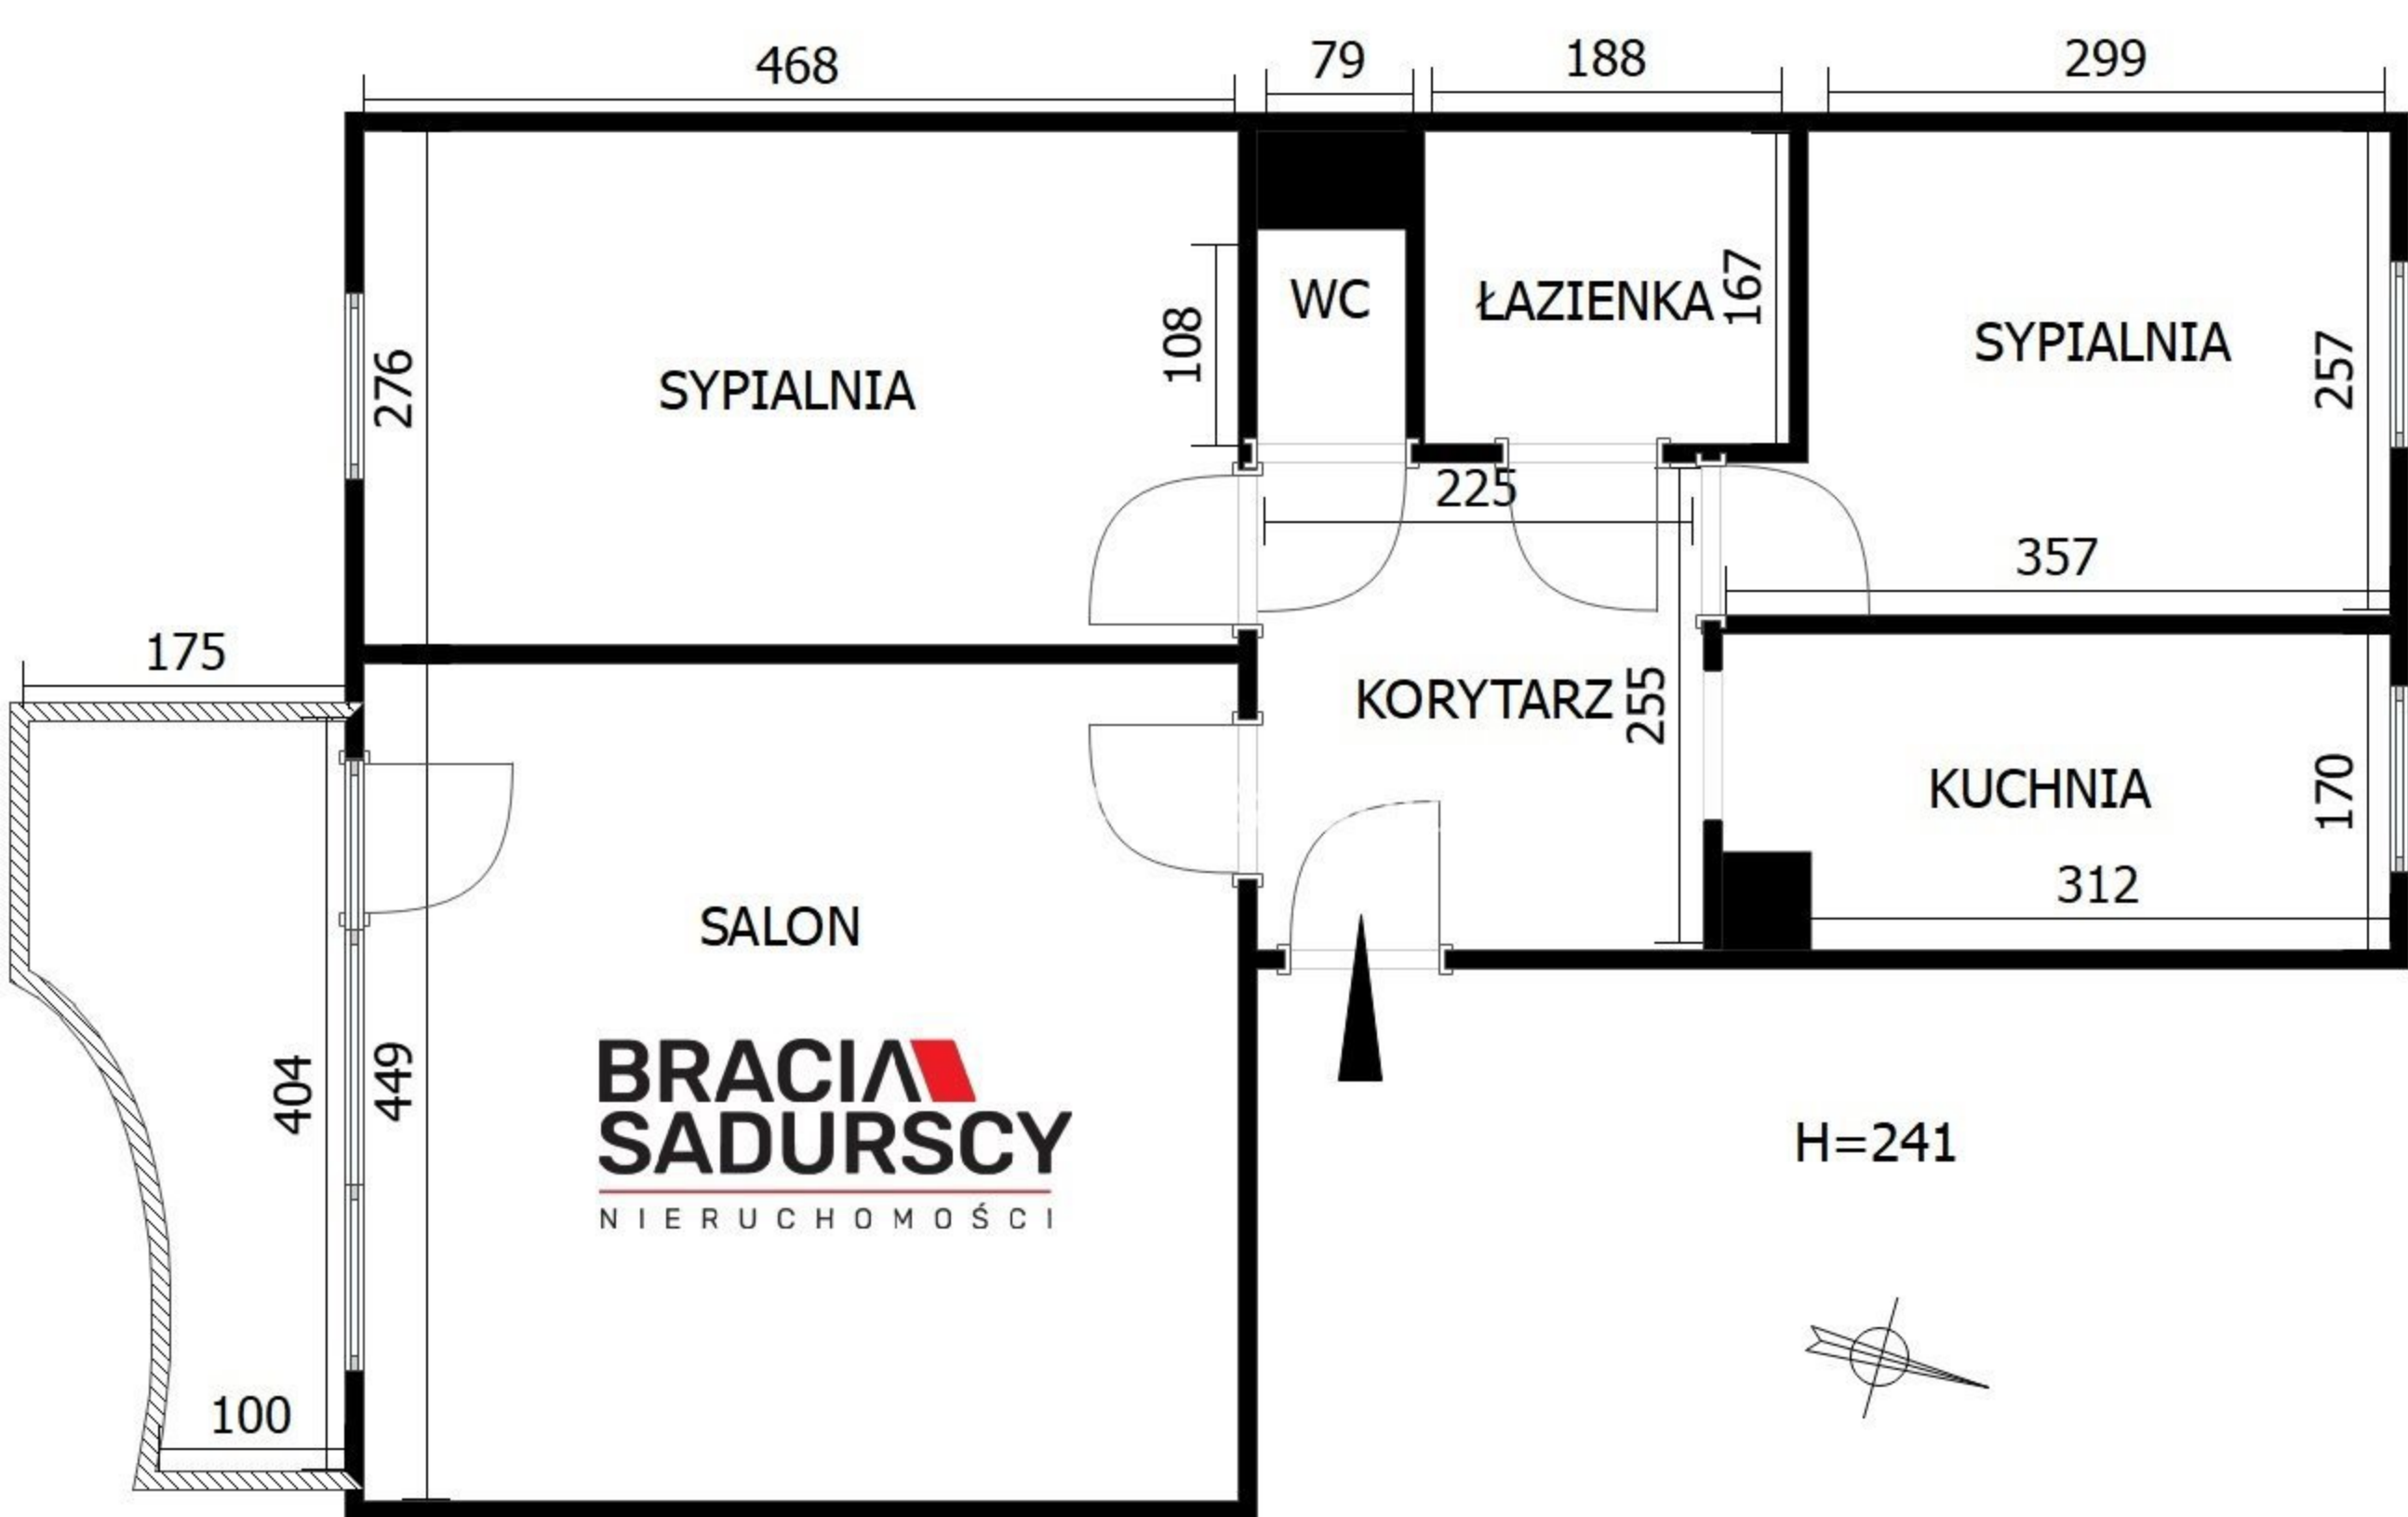 468
79
188
299
WC
ŁAZIENKA
167
SYPIALNIA
257
108
276
SYPIALNIA
225
357
175
KORYTARZ
255
KUCHNIA
170
312
SALON
404
449
BRACIA
SADURSCY
NIERUCHOMOŚCI
H=241
100